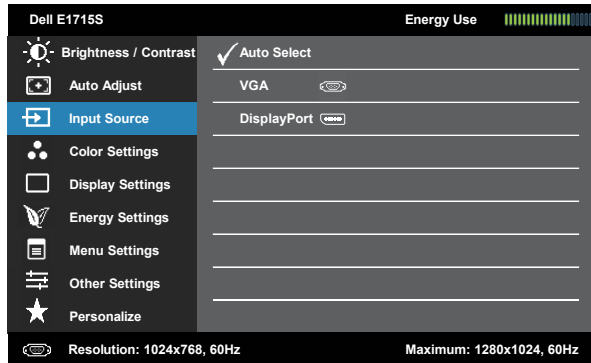 Dell E1715S Energy Use
Brightness / Contrast Auto Select
Auto Adjust VGA
Input Source DisplayPort
Color Settings
Display Settings
Energy Settings
Menu Settings
Other Settings
Personalize
Resolution: 1024x768, 60Hz Maximum: 1280x1024, 60Hz